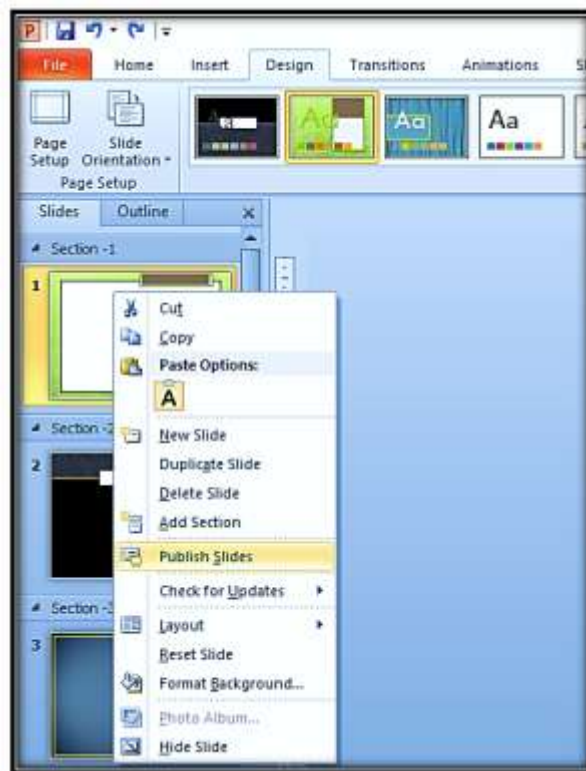 P
File Home Insert Design Transitions Animations
Aa Aa Aa
Page Setup Slide Orientation
Page Setup
Slides Outline
Section -1
1
Cut
Copy
Paste Options:
A
New Slide
Section -2
2
Duplicate Slide
Delete Slide
Add Section
Publish Slides
Check for Updates
Section -3
3
Layout
Reset Slide
Format Background...
Photo Album...
Hide Slide